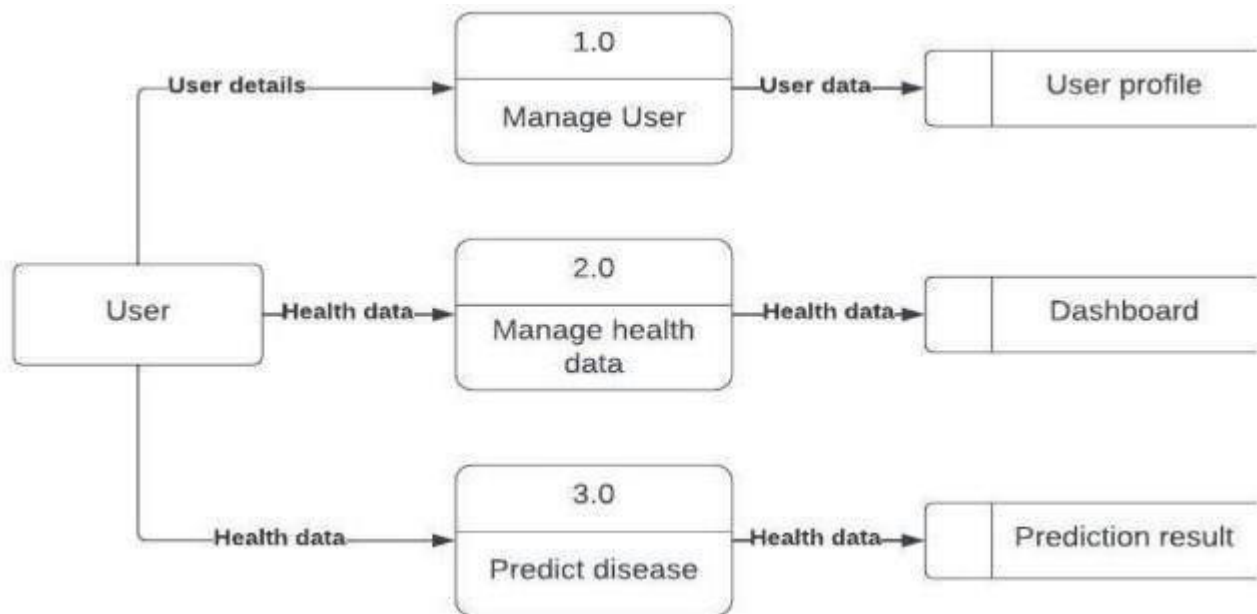 1.0
User details
Manage User
User data
User profile
User
Health data
2.0
Manage health
data
Health data
Dashboard
Health data
3.0
Predict disease
Health data
Prediction result